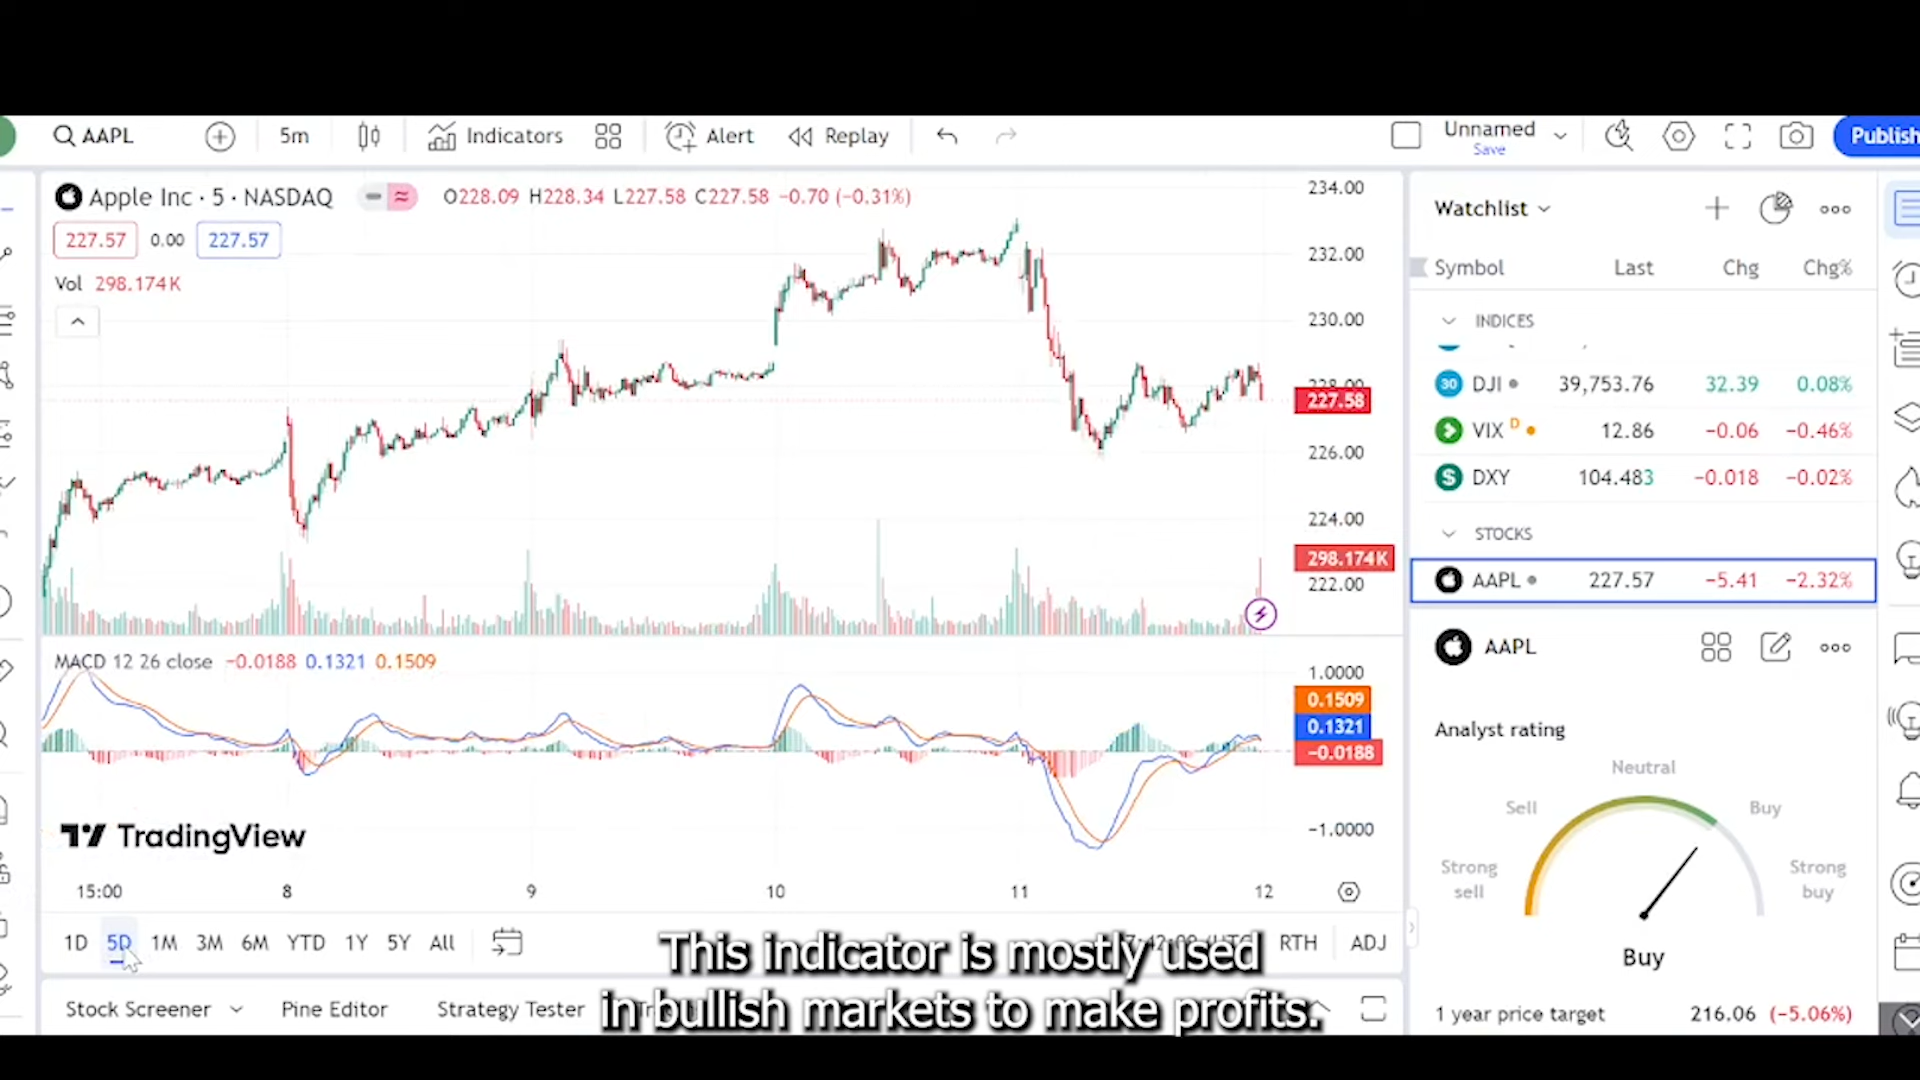 AAPL
5m
Indicators
Alert
Replay
Unnamed
Save
Publish
Apple Inc · 5 · NASDAQ
O228.09 H228.34 L227.58 C227.58 −0.70 (−0.31%)
227.57 0.00 227.57
Vol 298.174K
234.00
232.00
230.00
228.00
227.58
226.00
224.00
298.174K
222.00
MACD 12 26 close −0.0188 0.1321 0.1509
1.0000
0.1509
0.1321
−0.0188
−1.0000
TradingView
15:00 8 9 10 11 12
1D 5D 1M 3M 6M YTD 1Y 5Y All
RTH ADJ
Stock Screener Pine Editor Strategy Tester
This indicator is mostly used
in bullish markets to make profits.
Watchlist
Symbol Last Chg Chg%
INDICES
30 DJI 39,753.76 32.39 0.08%
VIX D 12.86 −0.06 −0.46%
S DXY 104.483 −0.018 −0.02%
STOCKS
AAPL 227.57 −5.41 −2.32%
AAPL
Analyst rating
Neutral
Sell Buy
Strong sell
Strong buy
Buy
1 year price target 216.06 (−5.06%)